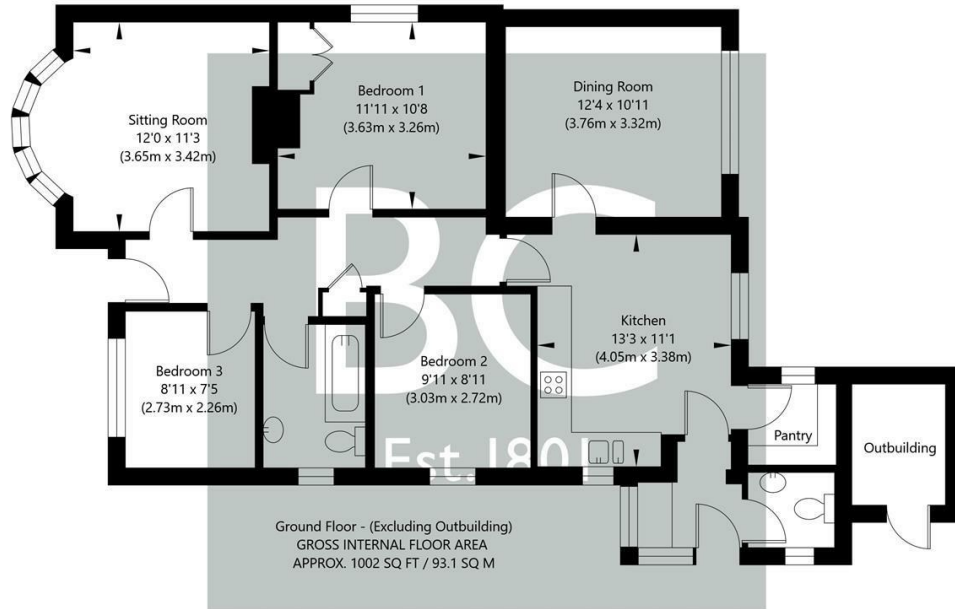 Sitting Room
12'0 x 11'3
(3.65m x 3.42m)
Bedroom 1
11'11 x 10'8
(3.63m x 3.26m)
Dining Room
12'4 x 10'11
(3.76m x 3.32m)
BC
Est. 1801
Kitchen
13'3 x 11'1
(4.05m x 3.38m)
Bedroom 3
8'11 x 7'5
(2.73m x 2.26m)
Bedroom 2
9'11 x 8'11
(3.03m x 2.72m)
Pantry
Outbuilding
Ground Floor - (Excluding Outbuilding)
GROSS INTERNAL FLOOR AREA
APPROX. 1002 SQ FT / 93.1 SQ M